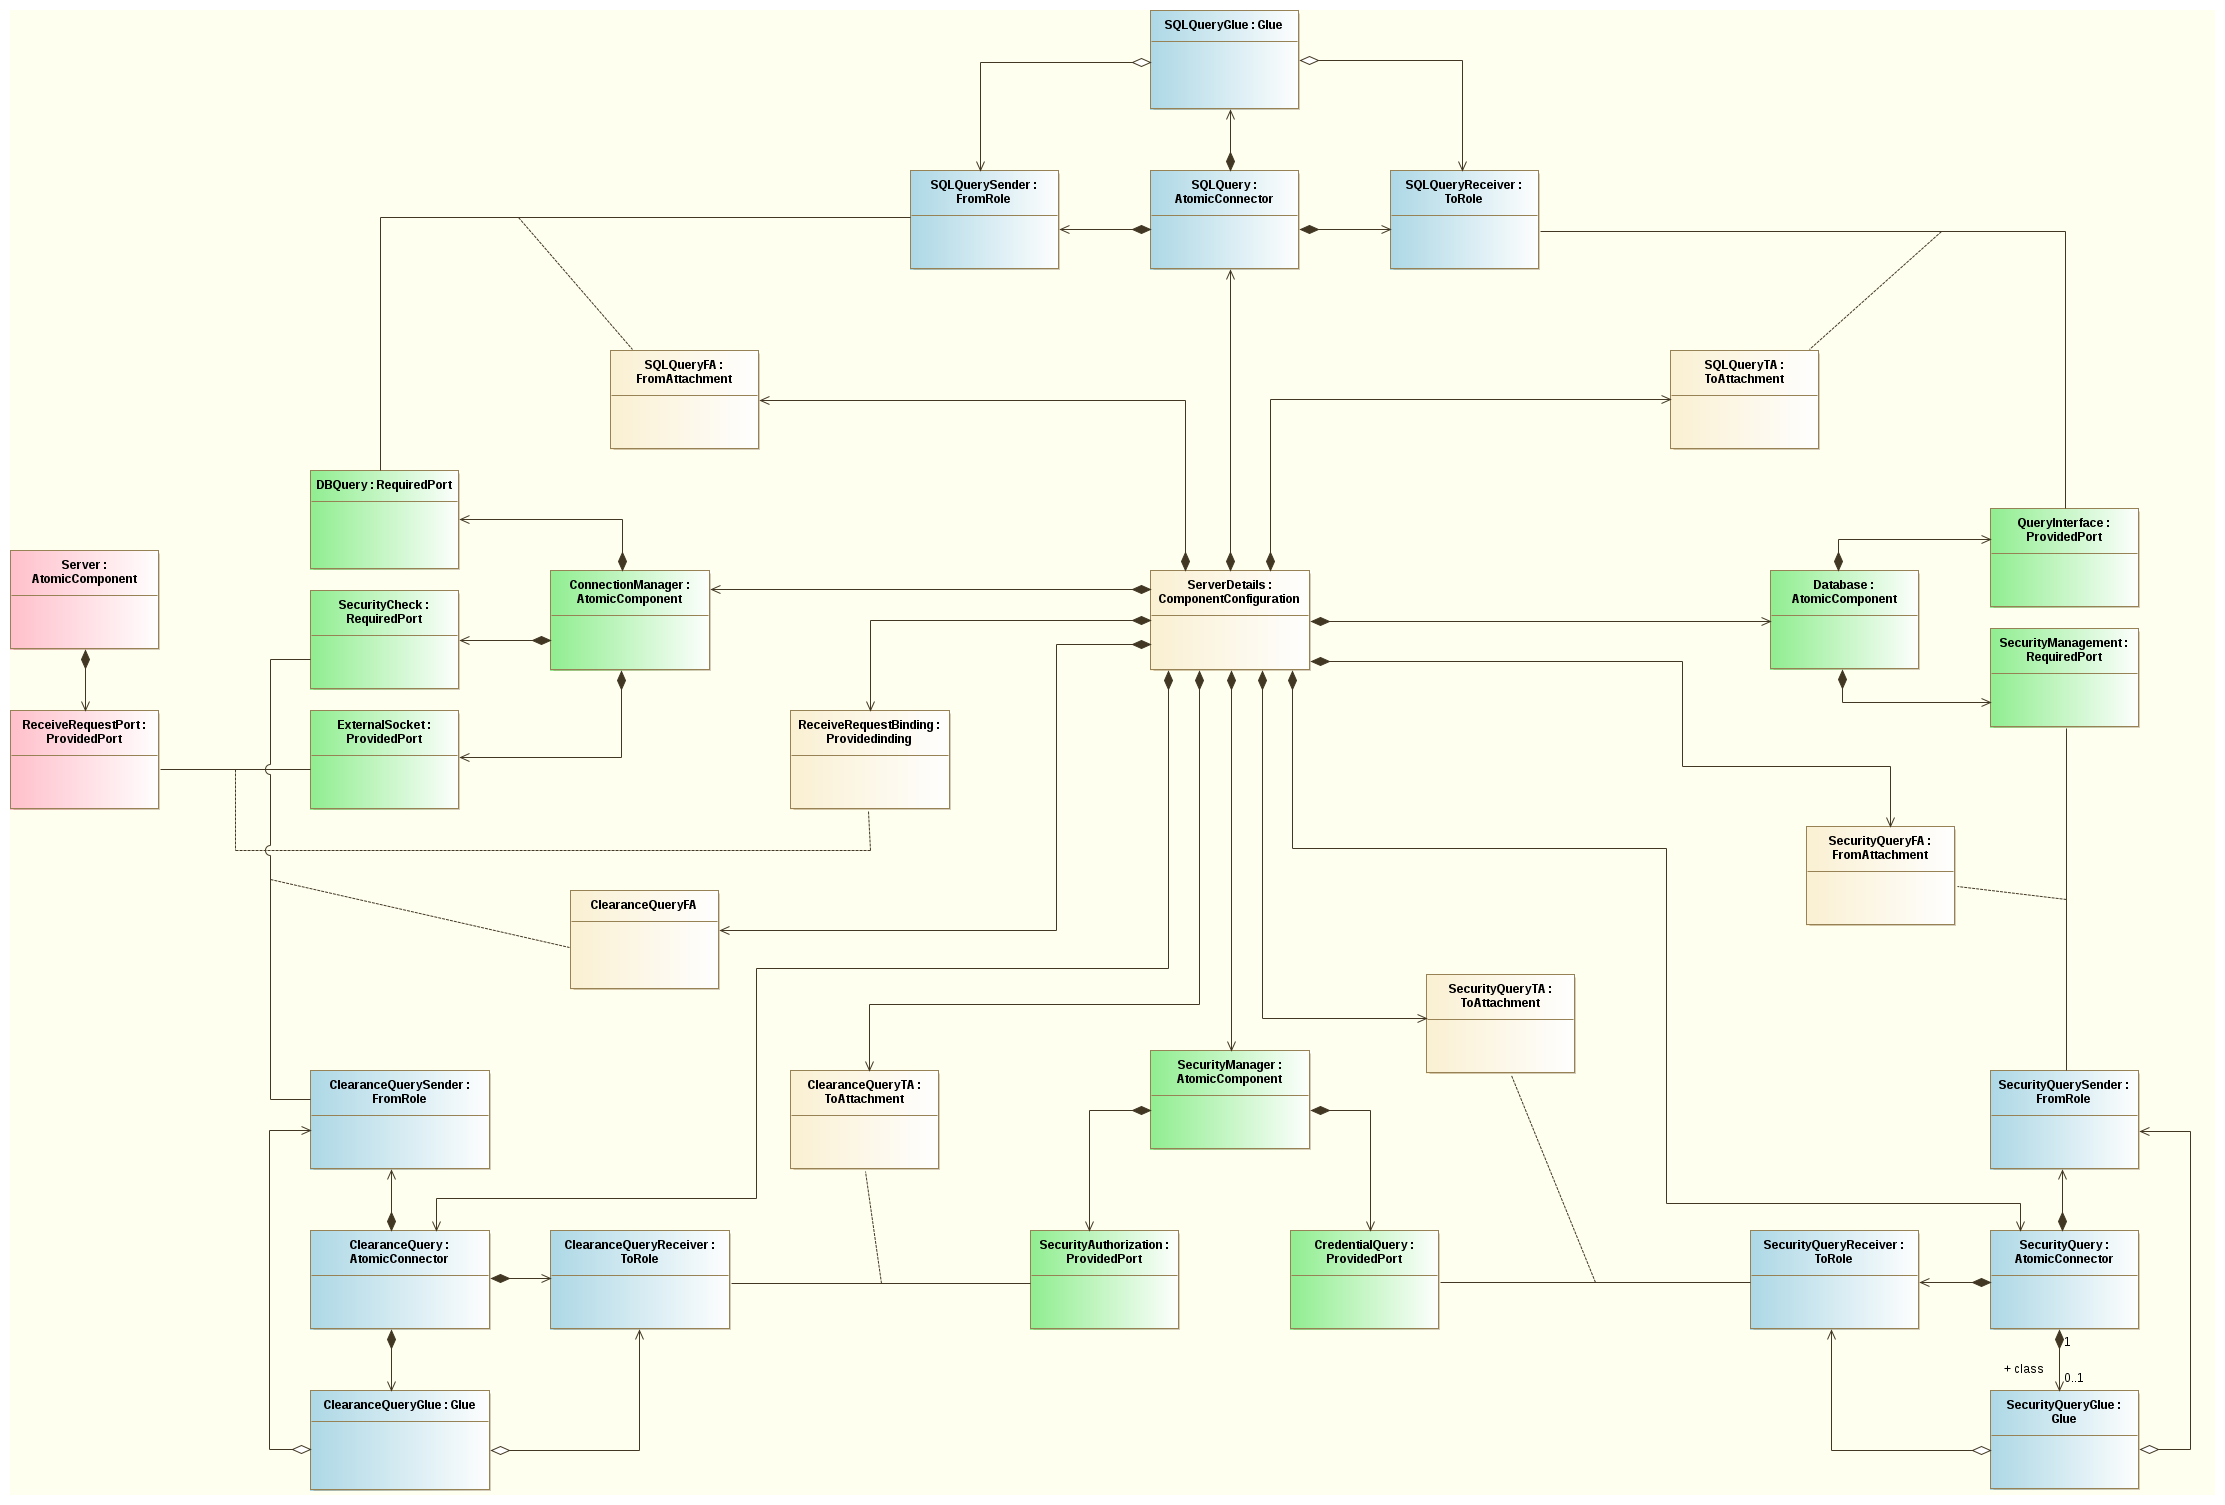 SQLQueryGlue : Glue
SQLQuerySender :
FromRole
SQLQuery :
AtomicConnector
SQLQueryReceiver :
ToRole
SQLQueryFA :
FromAttachment
SQLQueryTA :
ToAttachment
DBQuery : RequiredPort
QueryInterface :
ProvidedPort
Server :
AtomicComponent
SecurityCheck :
RequiredPort
ConnectionManager :
AtomicComponent
ServerDetails :
ComponentConfiguration
Database :
AtomicComponent
SecurityManagement :
RequiredPort
ReceiveRequestPort :
ProvidedPort
ExternalSocket :
ProvidedPort
ReceiveRequestBinding :
Providedinding
SecurityQueryFA :
FromAttachment
ClearanceQueryFA
SecurityQueryTA :
ToAttachment
ClearanceQuerySender :
FromRole
ClearanceQueryTA :
ToAttachment
SecurityManager :
AtomicComponent
SecurityQuerySender :
FromRole
ClearanceQuery :
AtomicConnector
ClearanceQueryReceiver :
ToRole
SecurityAuthorization :
ProvidedPort
CredentialQuery :
ProvidedPort
SecurityQueryReceiver :
ToRole
SecurityQuery :
AtomicConnector
1
+ class
0..1
ClearanceQueryGlue : Glue
SecurityQueryGlue :
Glue